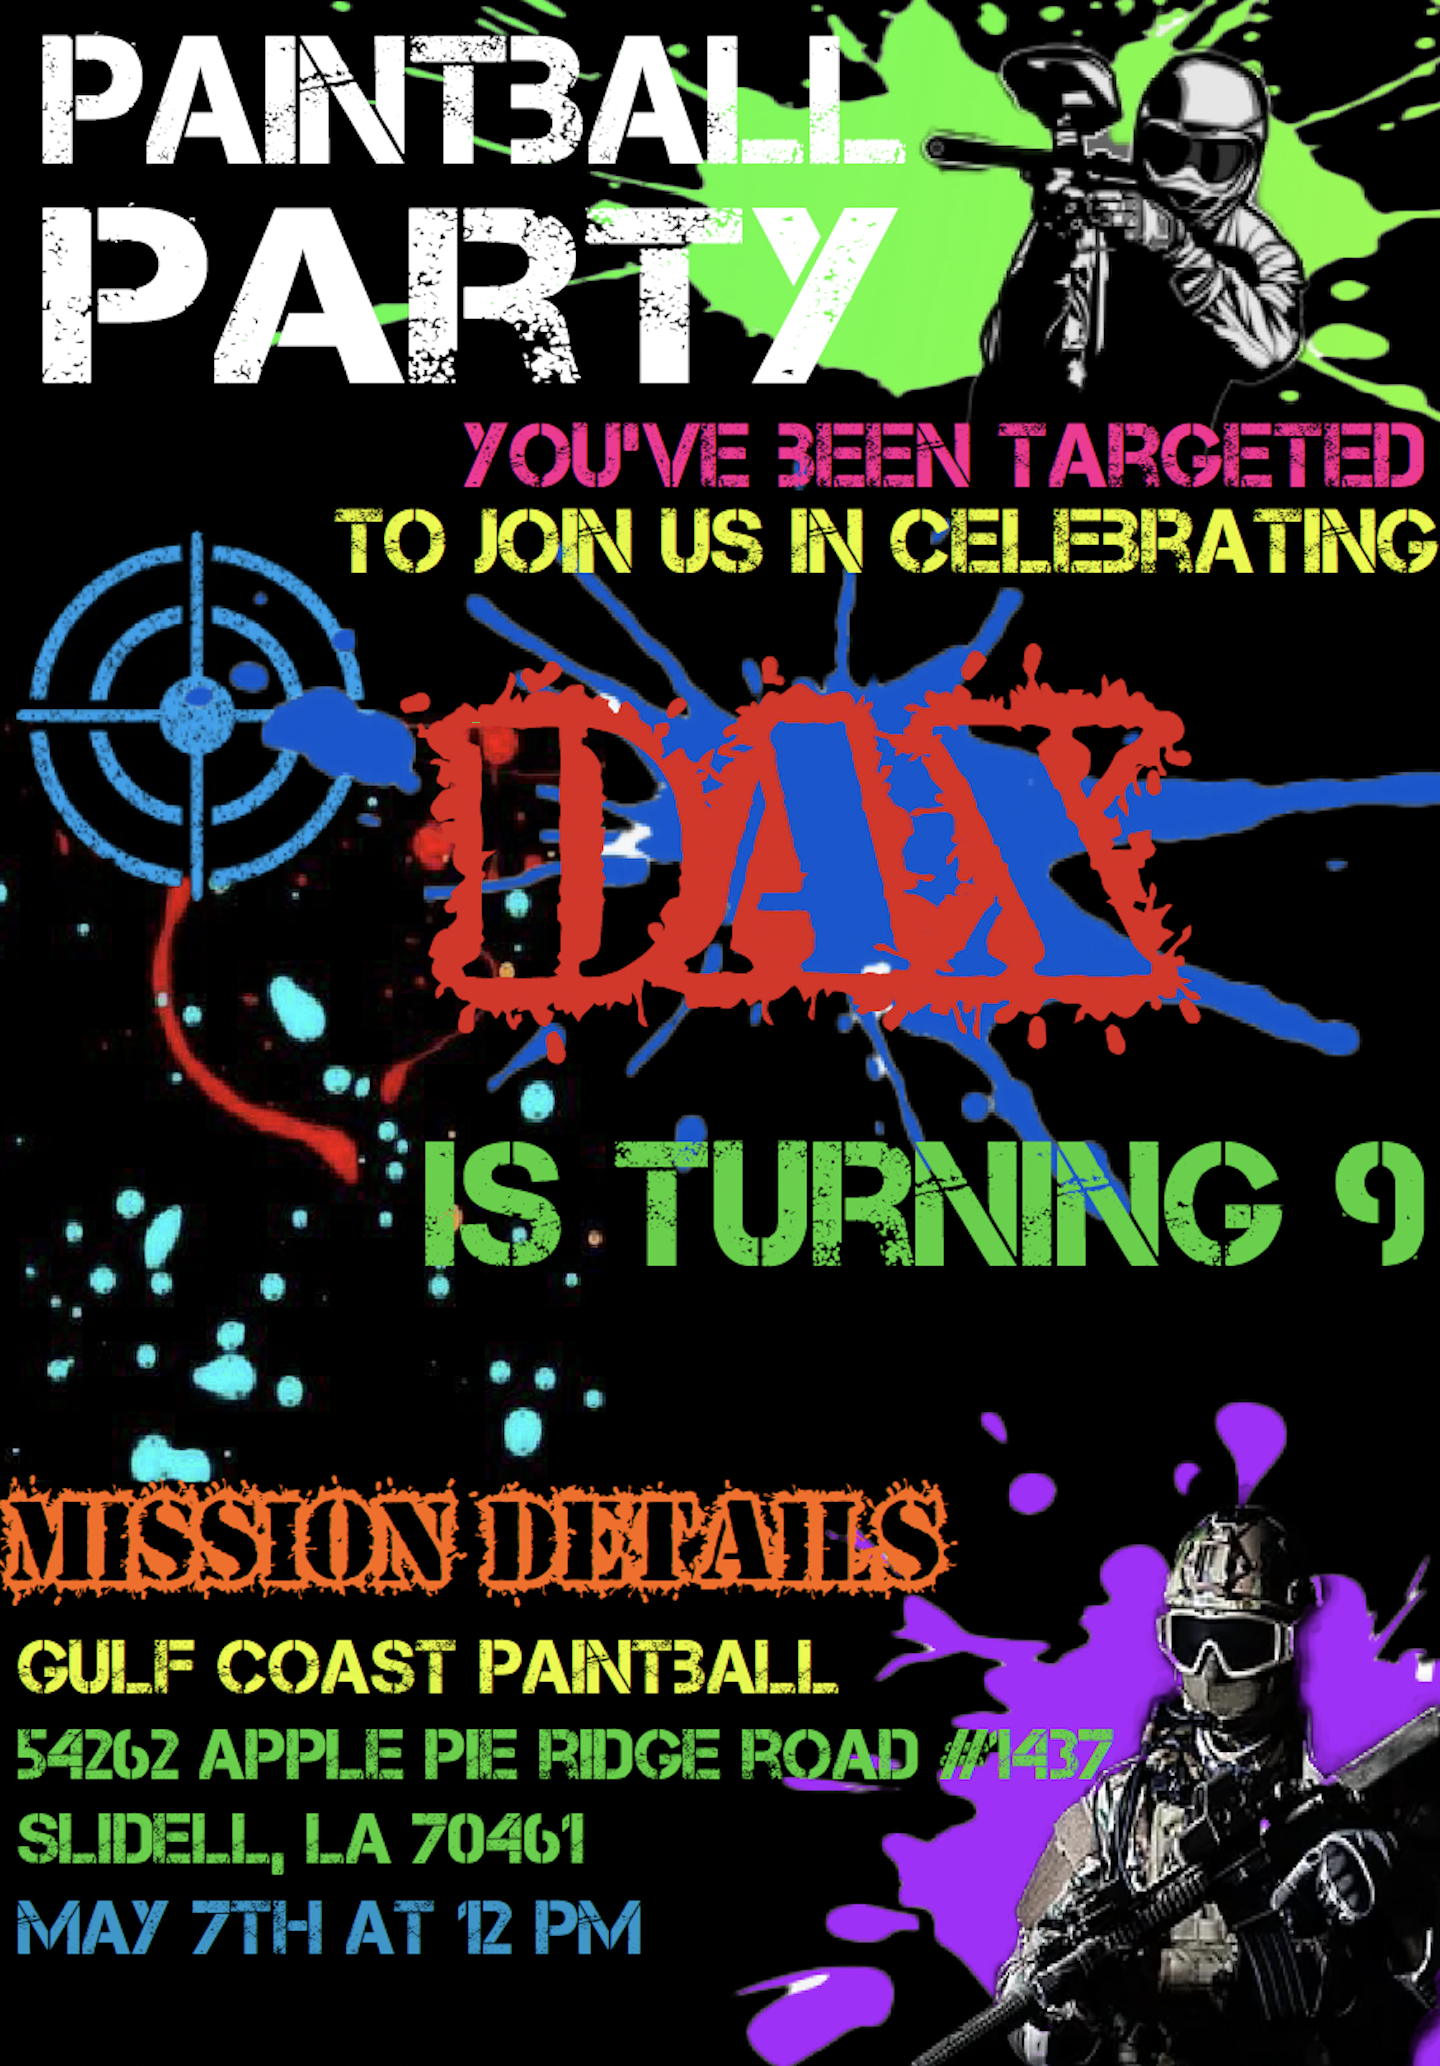 PAINTBALL
PARTY
YOU'VE BEEN TARGETED
TO JOIN US IN CELEBRATING
DAX
IS TURNING 9
MISSION DETAILS
GULF COAST PAINTBALL
54262 APPLE PIE RIDGE ROAD #1437
SLIDELL, LA 70461
MAY 7TH AT 12 PM